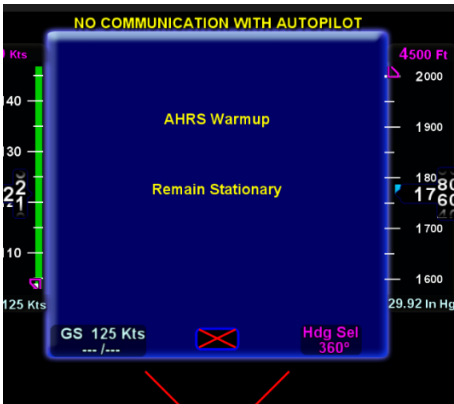 NO COMMUNICATION WITH AUTOPILOT
Kts
4500 Ft
2000
140
AHRS Warmup
1900
130
Remain Stationary
1800
1700
110
1600
125 Kts
29.92 In Hg
GS 125 Kts
--- /---
Hdg Sel
360°